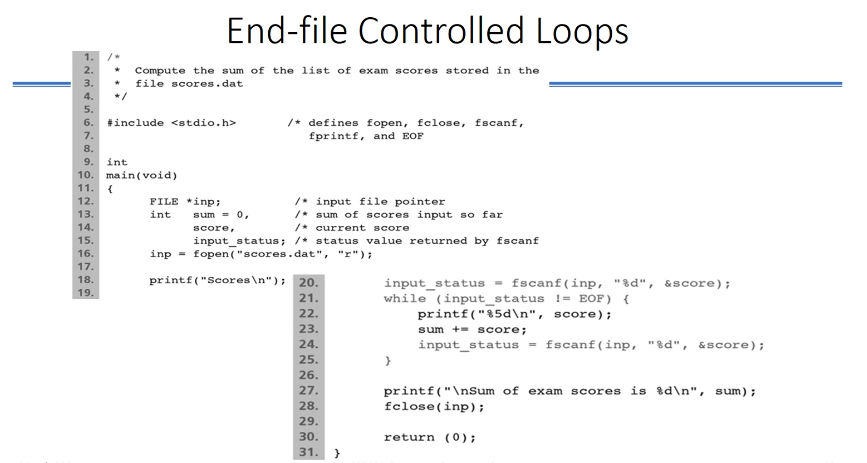 End-file Controlled Loops
1. /*
2.  *  Compute the sum of the list of exam scores stored in the
3.  *  file scores.dat
4.  */
5.
6. #include <stdio.h>       /* defines fopen, fclose, fscanf,
7.                             fprintf, and EOF
8.
9. int
10. main(void)
11. {
12.       FILE *inp;          /* input file pointer
13.       int   sum = 0,      /* sum of scores input so far
14.             score,        /* current score
15.             input_status; /* status value returned by fscanf
16.       inp = fopen("scores.dat", "r");
17.
18.       printf("Scores\n");
19.
20.       input_status = fscanf(inp, "%d", &score);
21.       while (input_status != EOF) {
22.           printf("%5d\n", score);
23.           sum += score;
24.           input_status = fscanf(inp, "%d", &score);
25.       }
26.
27.       printf("\nSum of exam scores is %d\n", sum);
28.       fclose(inp);
29.
30.       return (0);
31. }